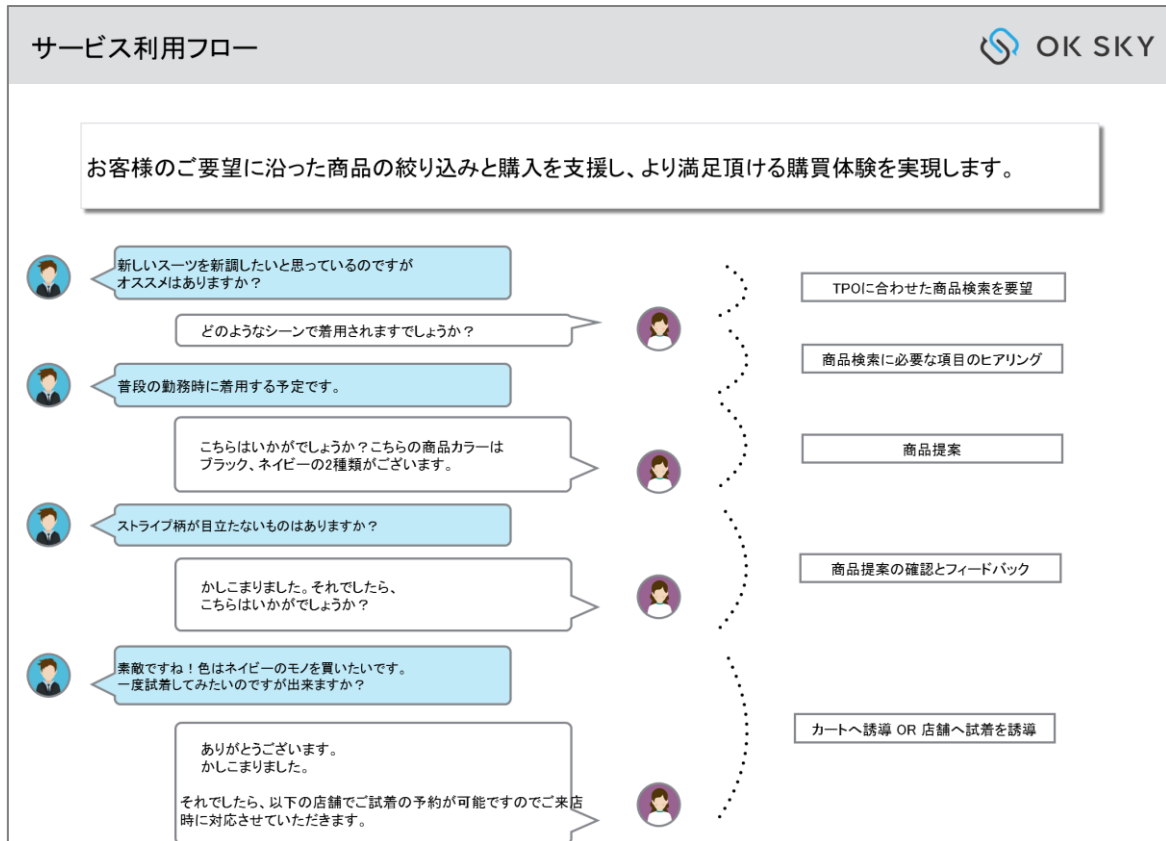 サービス利用フロー
OK SKY
お客様のご要望に沿った商品の絞り込みと購入を支援し、より満足頂ける購買体験を実現します。
新しいスーツを新調したいと思っているのですが
オススメはありますか？
TPOに合わせた商品検索を要望
どのようなシーンで着用されますでしょうか？
商品検索に必要な項目のヒアリング
普段の勤務時に着用する予定です。
こちらはいかがでしょうか？こちらの商品カラーは
ブラック、ネイビーの2種類がございます。
商品提案
ストライプ柄が目立たないものはありますか？
かしこまりました。それでしたら、
こちらはいかがでしょうか？
商品提案の確認とフィードバック
素敵ですね！色はネイビーのモノを買いたいです。
一度試着してみたいのですが出来ますか？
カートへ誘導 OR 店舗へ試着を誘導
ありがとうございます。
かしこまりました。
それでしたら、以下の店舗でご試着の予約が可能ですのでご来店
時に対応させていただきます。